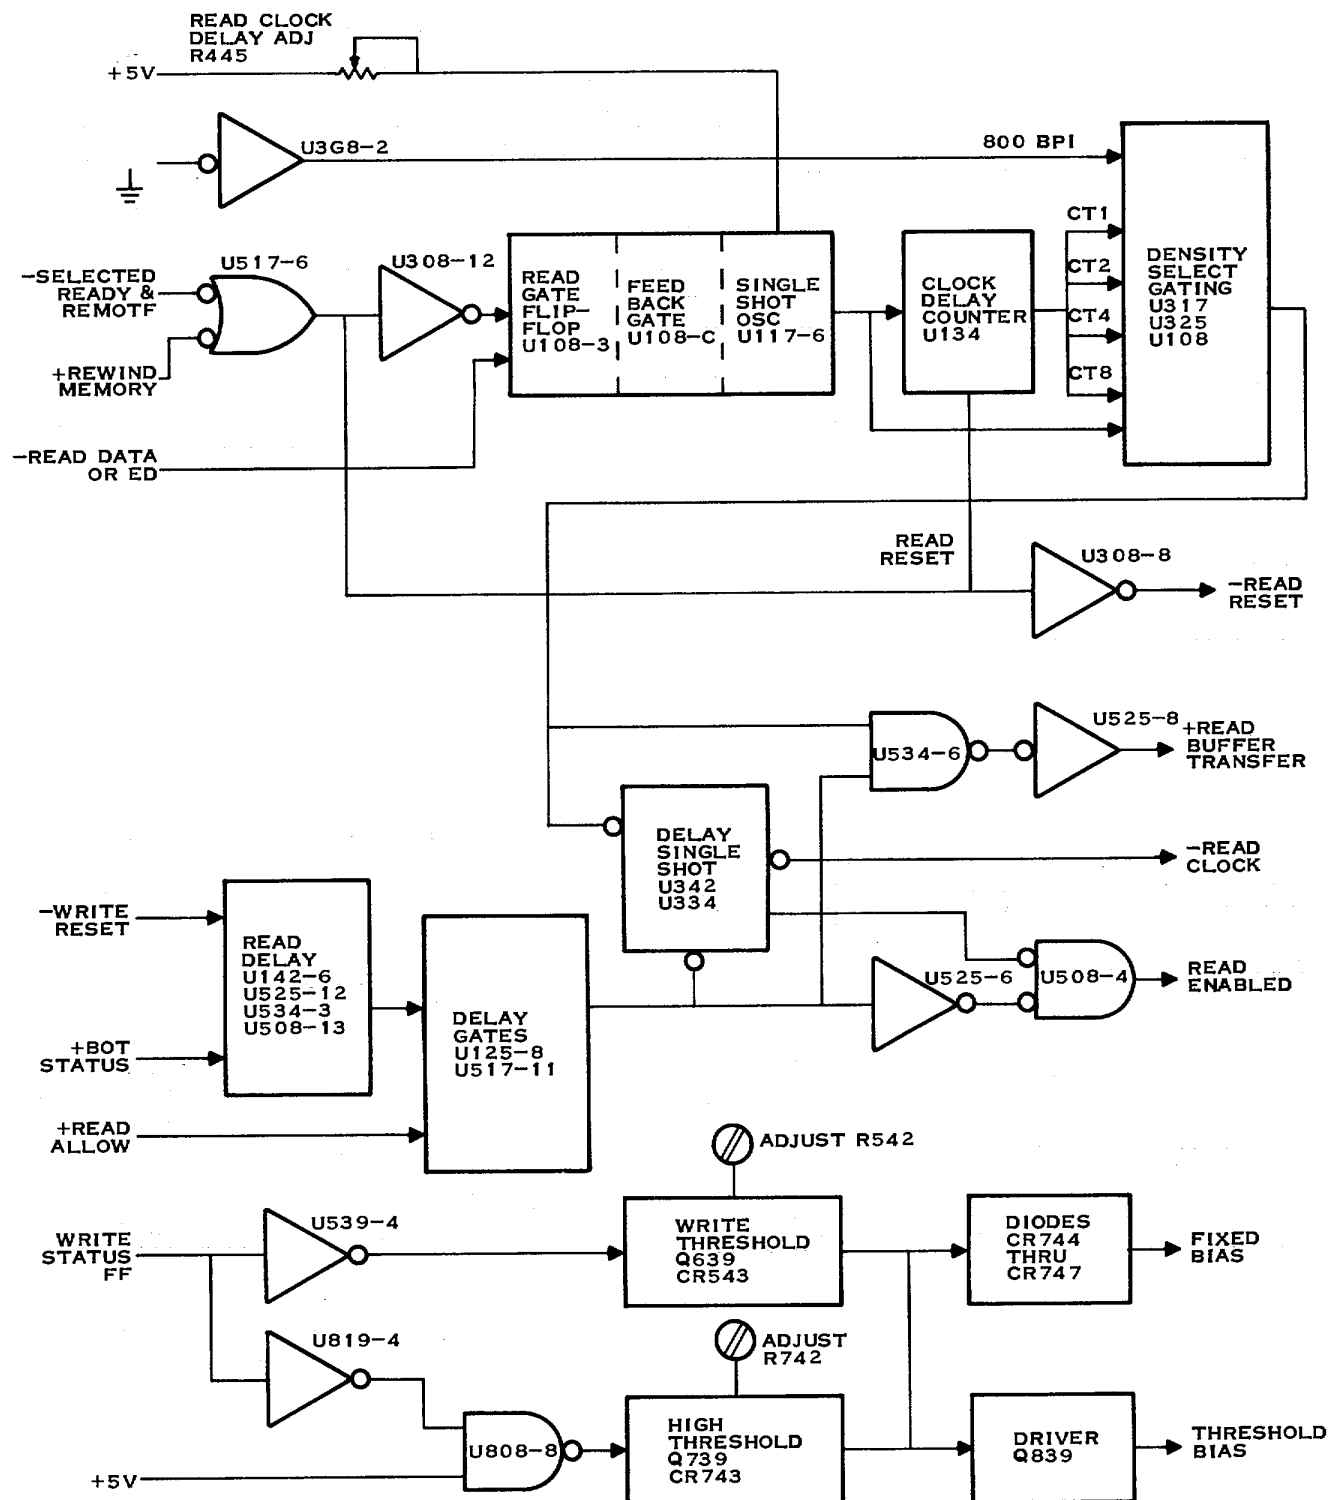 READ CLOCK
DELAY ADJ
R445
+5V
U3G8-2
800 BPI
U517-6
-SELECTED
READY &
REMOTF
+REWIND
MEMORY
U308-12
READ
GATE
FLIP-
FLOP
U108-3
FEED
BACK
GATE
U108-C
SINGLE
SHOT
OSC
U117-6
CLOCK
DELAY
COUNTER
U134
CT1
CT2
CT4
CT8
DENSITY
SELECT
GATING
U317
U325
U108
-READ DATA
OR ED
READ
RESET
U308-8
-READ
RESET
U534-6
U525-8
+READ
BUFFER
TRANSFER
DELAY
SINGLE
SHOT
U342
U334
-READ
CLOCK
-WRITE
RESET
READ
DELAY
U142-6
U525-12
U534-3
U508-13
+BOT
STATUS
DELAY
GATES
U125-8
U517-11
+READ
ALLOW
U525-6
U508-4
READ
ENABLED
ADJUST R542
WRITE
STATUS
FF
U539-4
WRITE
THRESHOLD
Q639
CR543
DIODES
CR744
THRU
CR747
FIXED
BIAS
U819-4
ADJUST
R742
+5V
U808-8
HIGH
THRESHOLD
Q739
CR743
DRIVER
Q839
THRESHOLD
BIAS